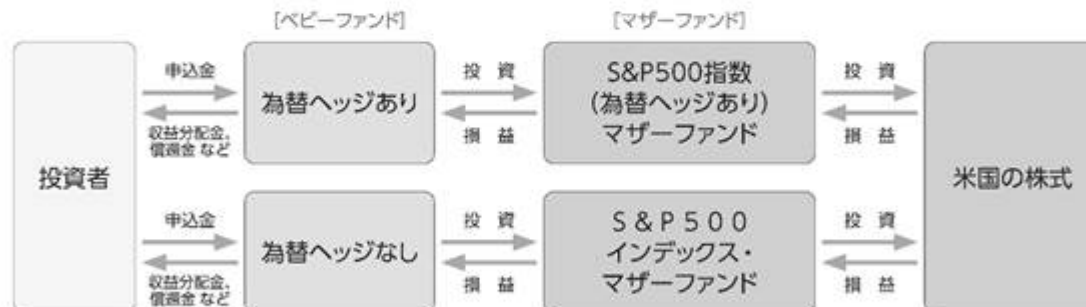 [ベビーファンド]
[マザーファンド]
投資者
申込金
収益分配金、
償還金 など
為替ヘッジあり
投 資
損 益
S&P500指数
(為替ヘッジあり)
マザーファンド
投 資
損 益
米国の株式
申込金
収益分配金、
償還金 など
為替ヘッジなし
投 資
損 益
S & P 5 0 0
インデックス・
マザーファンド
投 資
損 益